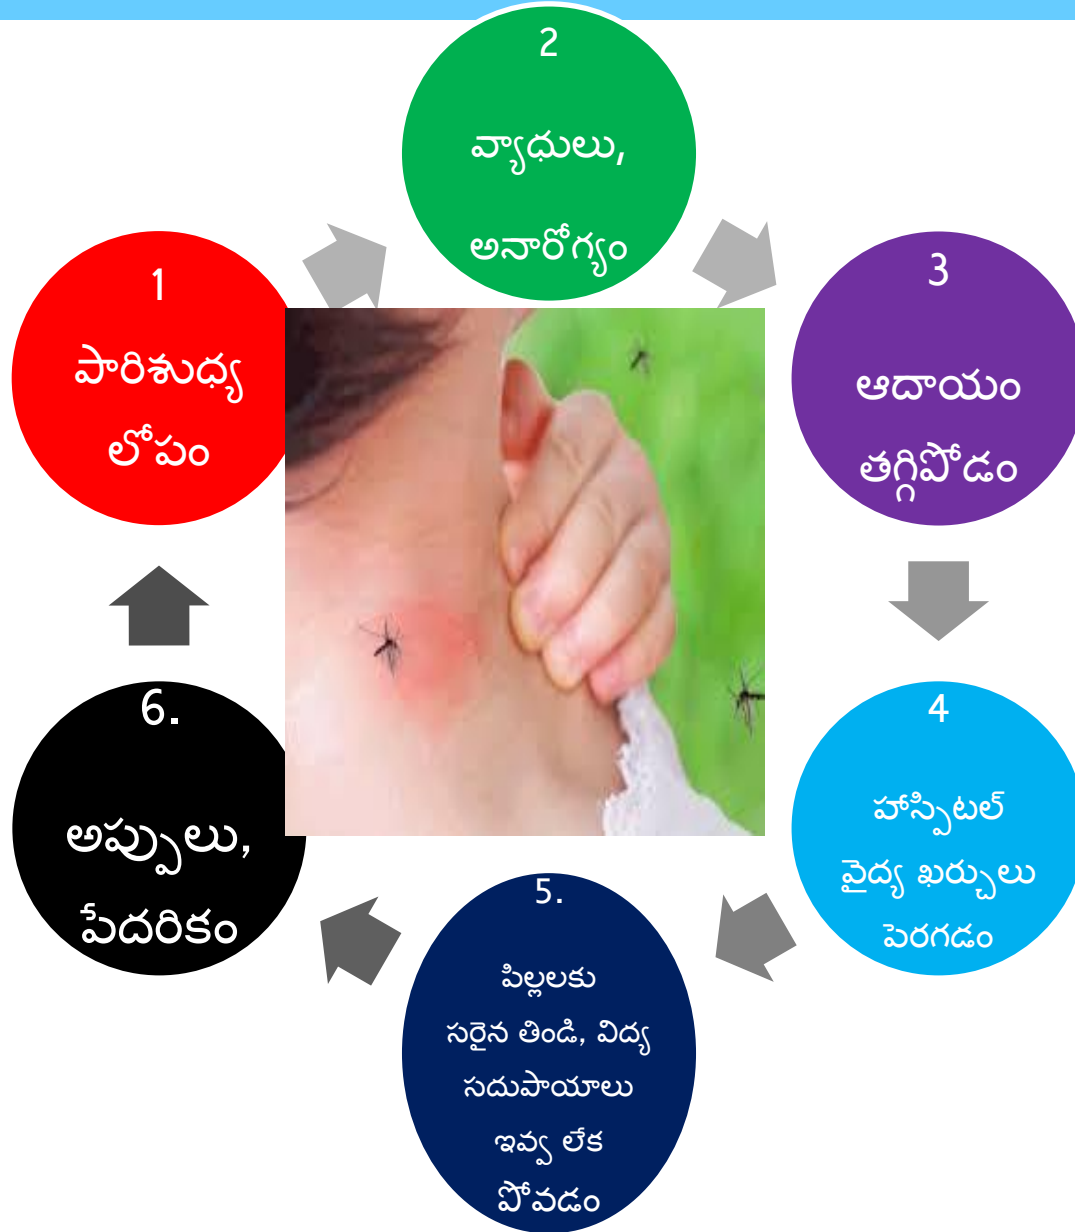 1
పారిశుధ్య
లోపం
2
వ్యాధులు,
అనారోగ్యం
3
ఆదాయం
తగ్గిపోడం
4
హాస్పిటల్
వైద్య ఖర్చులు
పెరగడం
5.
పిల్లలకు
సరైన తిండి, విద్య
సదుపాయాలు
ఇవ్వ లేక
పోవడం
6.
అప్పులు,
పేదరికం